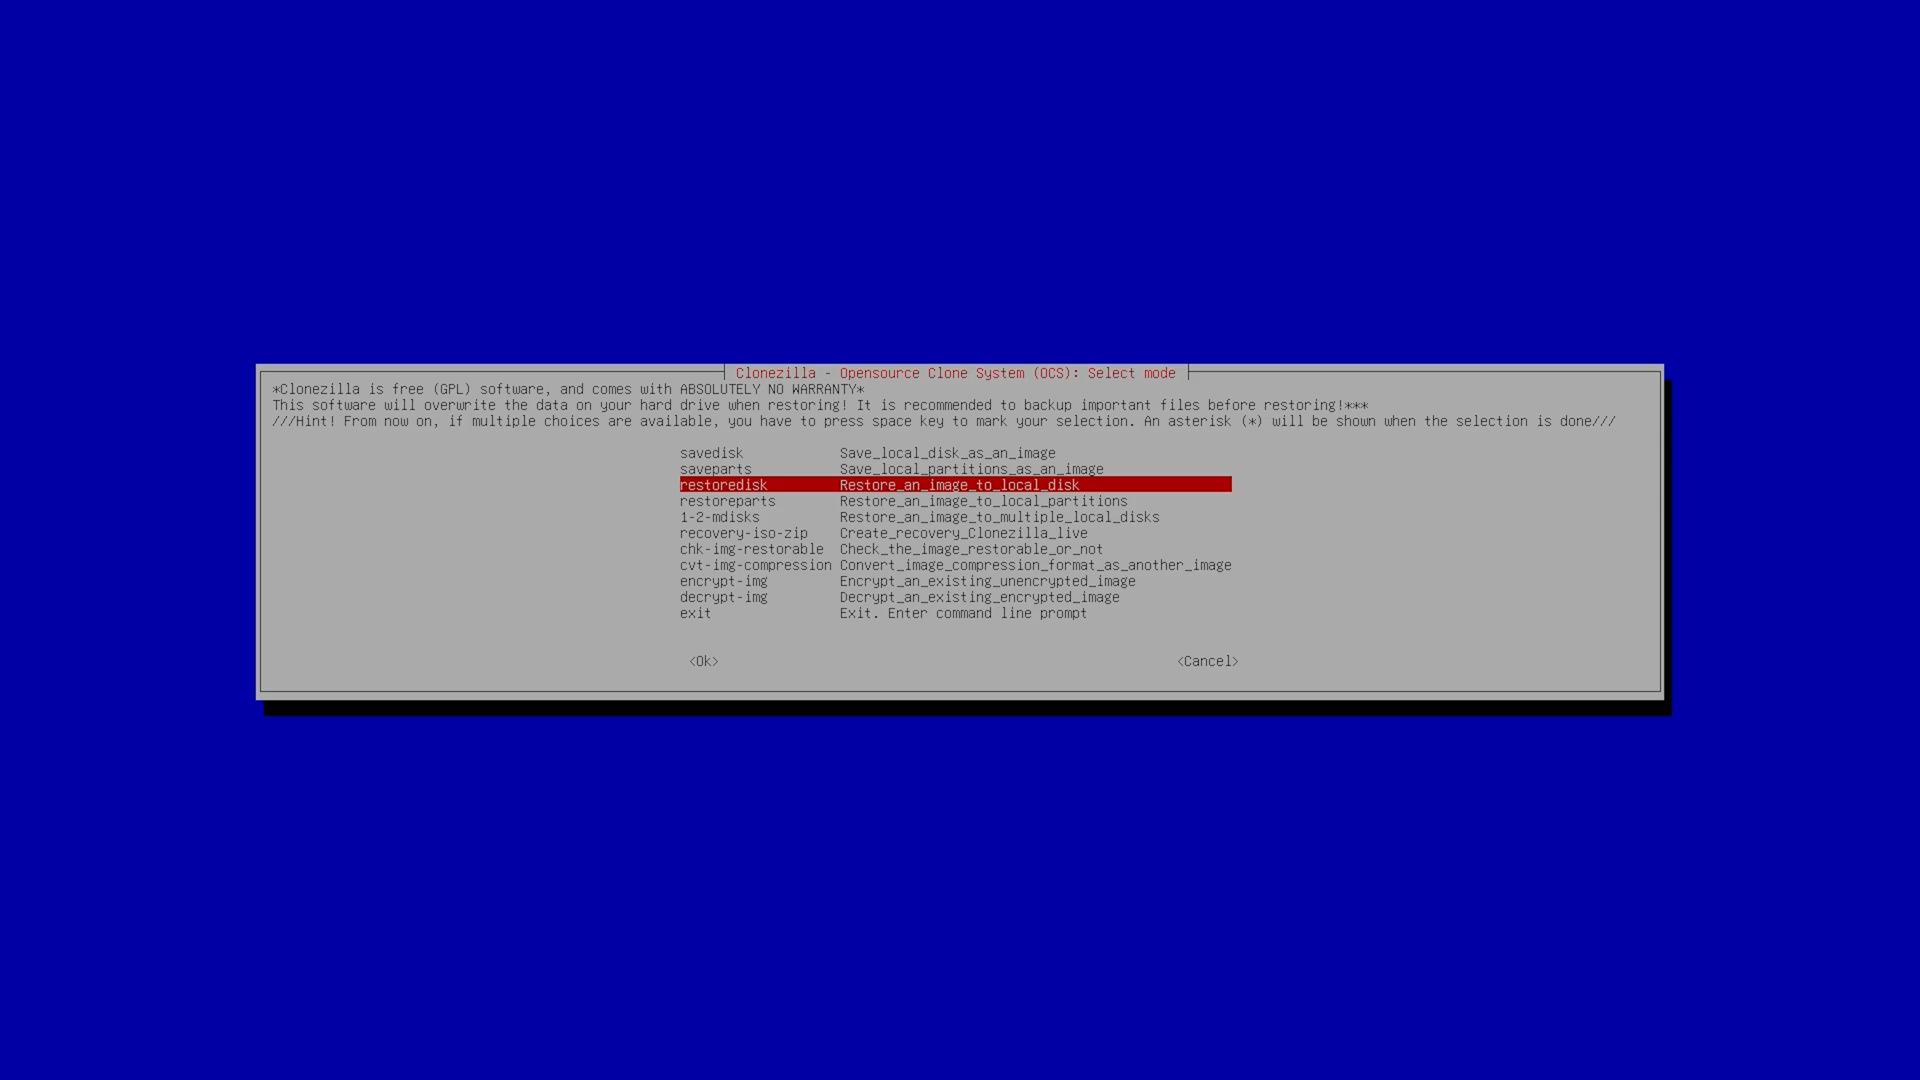 Clonezilla - Opensource Clone System (OCS): Select mode
*Clonezilla is free (GPL) software, and comes with ABSOLUTELY NO WARRANTY*
This software will overwrite the data on your hard drive when restoring! It is recommended to backup important files before restoring!***
///Hint! From now on, if multiple choices are available, you have to press space key to mark your selection. An asterisk (*) will be shown when the selection is done///
savedisk Save_local_disk_as_an_image
saveparts Save_local_partitions_as_an_image
restoredisk Restore_an_image_to_local_disk
restoreparts Restore_an_image_to_local_partitions
1-2-mdisks Restore_an_image_to_multiple_local_disks
recovery-iso-zip Create_recovery_Clonezilla_live
chk-img-restorable Check_the_image_restorable_or_not
cvt-img-compression Convert_image_compression_format_as_another_image
encrypt-img Encrypt_an_existing_unencrypted_image
decrypt-img Decrypt_an_existing_encrypted_image
exit Exit. Enter command line prompt
<Ok> <Cancel>